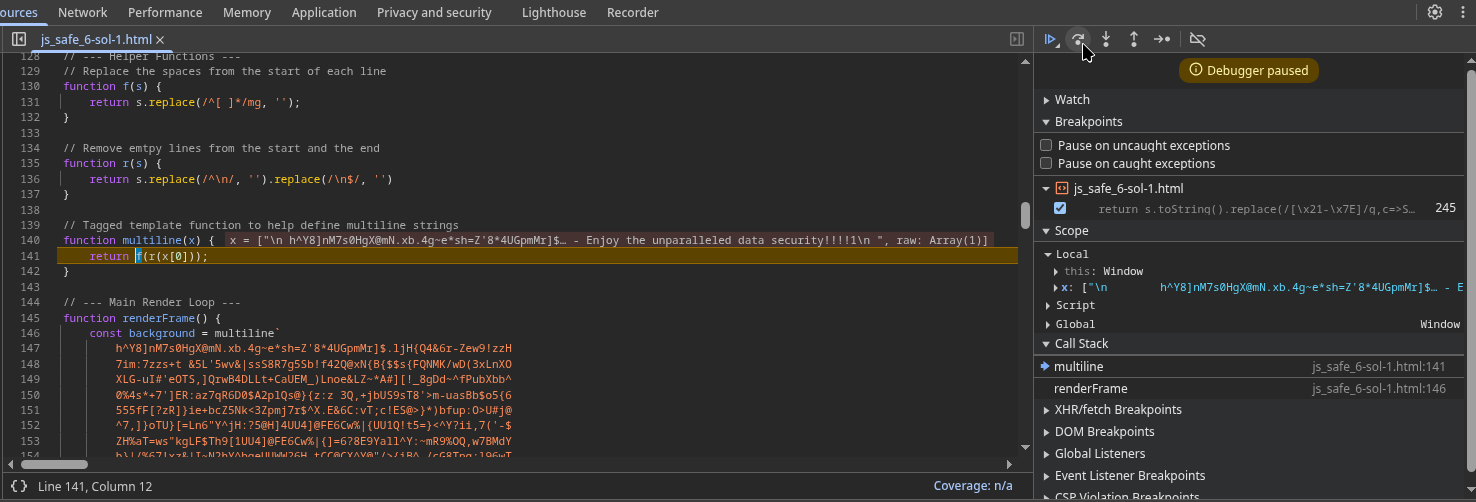 ources Network Performance Memory Application Privacy and security Lighthouse Recorder
js_safe_6-sol-1.html
128 // --- Helper Functions ---
129 // Replace the spaces from the start of each line
130 function f(s) {
131 return s.replace(/^[ ]*/mg, '');
132 }
133
134 // Remove emtpy lines from the start and the end
135 function r(s) {
136 return s.replace(/^\n/, '').replace(/\n$/, '')
137 }
138
139 // Tagged template function to help define multiline strings
140 function multiline(x) { x = ["\n h^Y8]nM7s0HgX@mN.xb.4g~e*sh=Z'8*4UGpmMr]$… - Enjoy the unparalleled data security!!!!1\n ", raw: Array(1)]
141 return f(r(x[0]));
142 }
143
144 // --- Main Render Loop ---
145 function renderFrame() {
146 const background = multiline`
147 h^Y8]nM7s0HgX@mN.xb.4g~e*sh=Z'8*4UGpmMr]$.ljH{Q4&6r-Zew9!zzH
148 7im:7zzs+t &5L'5wv&|ssS8R7g5Sb!f42Q@xN{B{$$s{FQNMK/wD(3xLnXO
149 XLG-uI#'eOTS,]QrwB4DLLt+CaUEM_)Lnoe&LZ~*A#][!_8gDd~^fPubXbb^
150 0%4s*+7']ER:az7qR6D0$A2plQs@}{z:z 3Q,+jbUS9sT8'>m-uasBb$o5{6
151 555fF[?zR]}ie+bcZ5Nk<3Zpmj7r$^X.E&6C:vT;c!ES@>}*)bfup:O>U#j@
152 ^7,]}oTU}[=Ln6"Y^jH:?5@H]4UU4]@FE6Cw%|{UU1Q!t5=}<^Y?ii,7('-$
153 ZH%aT=ws"kgLF$Th9[1UU4]@FE6Cw%|{]=6?8E9Yall^Y:~mR9%OQ,w7BMdY
154
{} Line 141, Column 12
Coverage: n/a
Debugger paused
Watch
Breakpoints
Pause on uncaught exceptions
Pause on caught exceptions
js_safe_6-sol-1.html
return s.toString().replace(/[\x21-\x7E]/g,c=>S… 245
Scope
Local
this: Window
x: ["\n h^Y8]nM7s0HgX@mN.xb.4g~e*sh=Z'8*4UGpmMr]$… - E
Script
Global Window
Call Stack
multiline js_safe_6-sol-1.html:141
renderFrame js_safe_6-sol-1.html:146
XHR/fetch Breakpoints
DOM Breakpoints
Global Listeners
Event Listener Breakpoints
CSP Violation Breakpoints